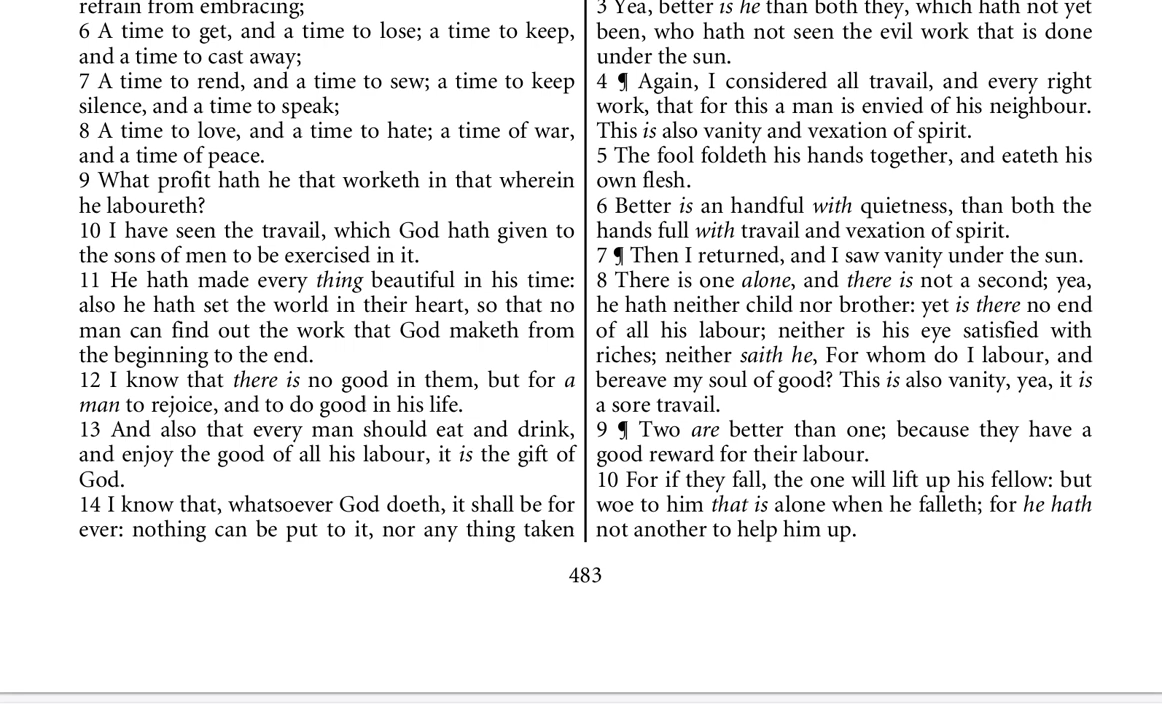 refrain from embracing;
6 A time to get, and a time to lose; a time to keep,
and a time to cast away;
7 A time to rend, and a time to sew; a time to keep
silence, and a time to speak;
8 A time to love, and a time to hate; a time of war,
and a time of peace.
9 What profit hath he that worketh in that wherein
he laboureth?
10 I have seen the travail, which God hath given to
the sons of men to be exercised in it.
11 He hath made every thing beautiful in his time:
also he hath set the world in their heart, so that no
man can find out the work that God maketh from
the beginning to the end.
12 I know that there is no good in them, but for a
man to rejoice, and to do good in his life.
13 And also that every man should eat and drink,
and enjoy the good of all his labour, it is the gift of
God.
14 I know that, whatsoever God doeth, it shall be for
ever: nothing can be put to it, nor any thing taken
3 Yea, better is he than both they, which hath not yet
been, who hath not seen the evil work that is done
under the sun.
4 ¶ Again, I considered all travail, and every right
work, that for this a man is envied of his neighbour.
This is also vanity and vexation of spirit.
5 The fool foldeth his hands together, and eateth his
own flesh.
6 Better is an handful with quietness, than both the
hands full with travail and vexation of spirit.
7 ¶ Then I returned, and I saw vanity under the sun.
8 There is one alone, and there is not a second; yea,
he hath neither child nor brother: yet is there no end
of all his labour; neither is his eye satisfied with
riches; neither saith he, For whom do I labour, and
bereave my soul of good? This is also vanity, yea, it is
a sore travail.
9 ¶ Two are better than one; because they have a
good reward for their labour.
10 For if they fall, the one will lift up his fellow: but
woe to him that is alone when he falleth; for he hath
not another to help him up.
483